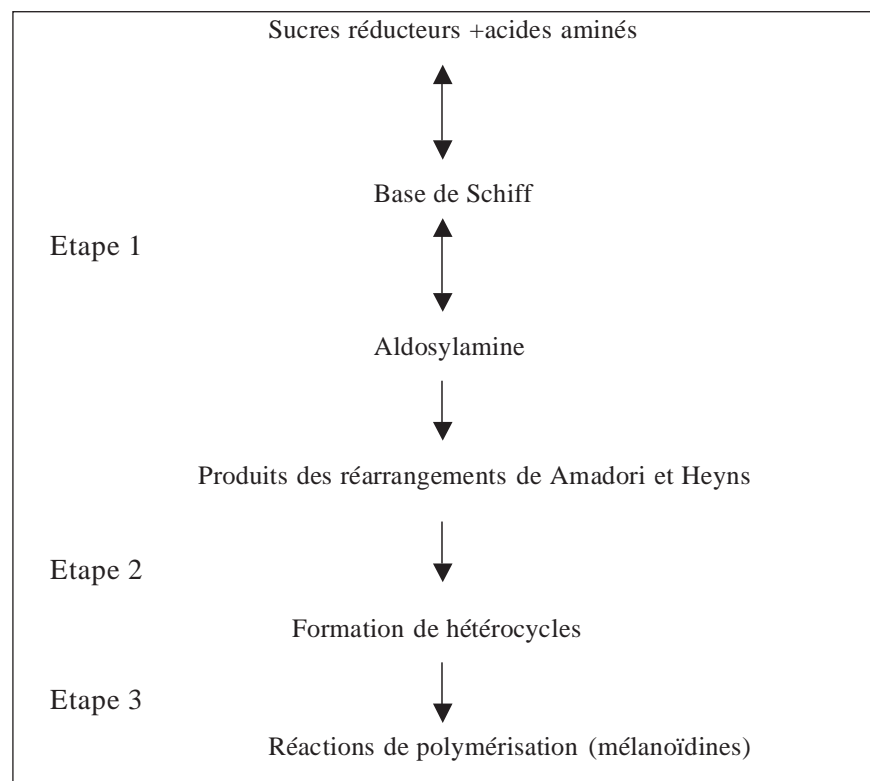 Sucres réducteurs +acides aminés
Base de Schiff
Etape 1
Aldosylamine
Produits des réarrangements de Amadori et Heyns
Etape 2
Formation de hétérocycles
Etape 3
Réactions de polymérisation (mélanoïdines)